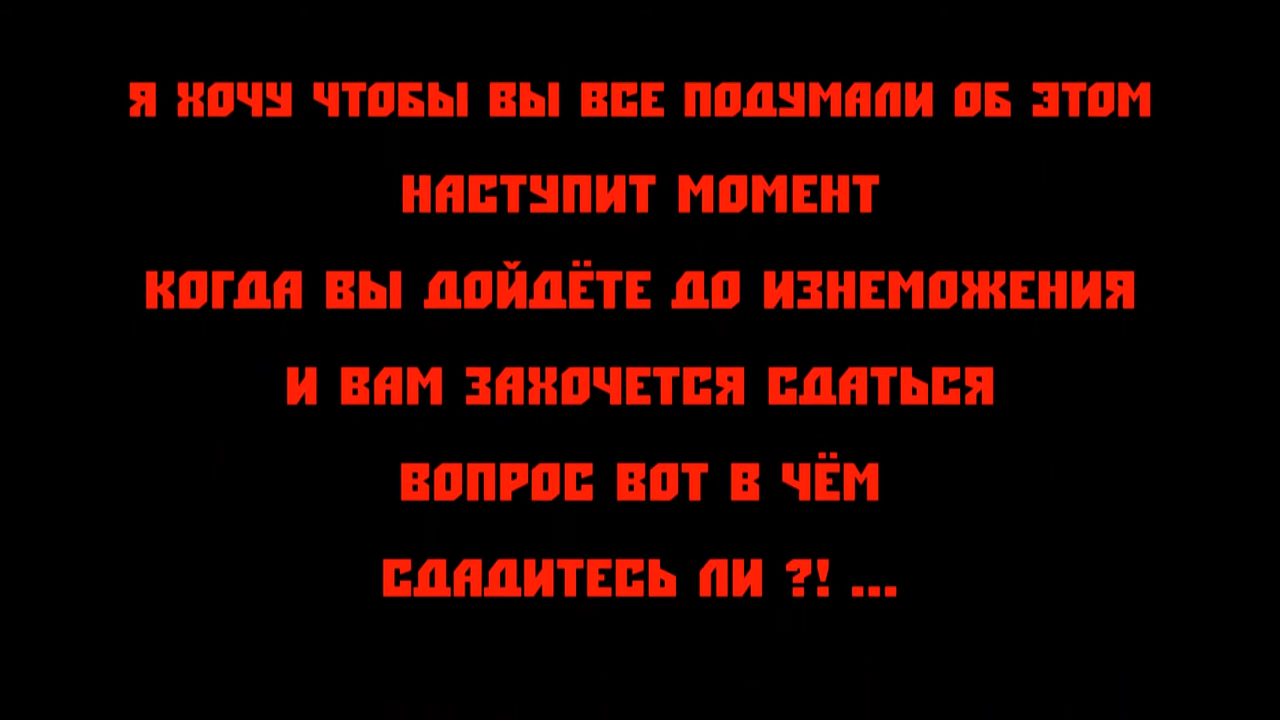 Я ХОЧУ ЧТОБЫ ВЫ ВСЕ ПОДУМАЛИ ОБ ЭТОМ
НАСТУПИТ МОМЕНТ
КОГДА ВЫ ДОЙДЁТЕ ДО ИЗНЕМОЖЕНИЯ
И ВАМ ЗАХОЧЕТСЯ СДАТЬСЯ
ВОПРОС ВОТ В ЧЁМ
СДАДИТЕСЬ ЛИ ?! ...